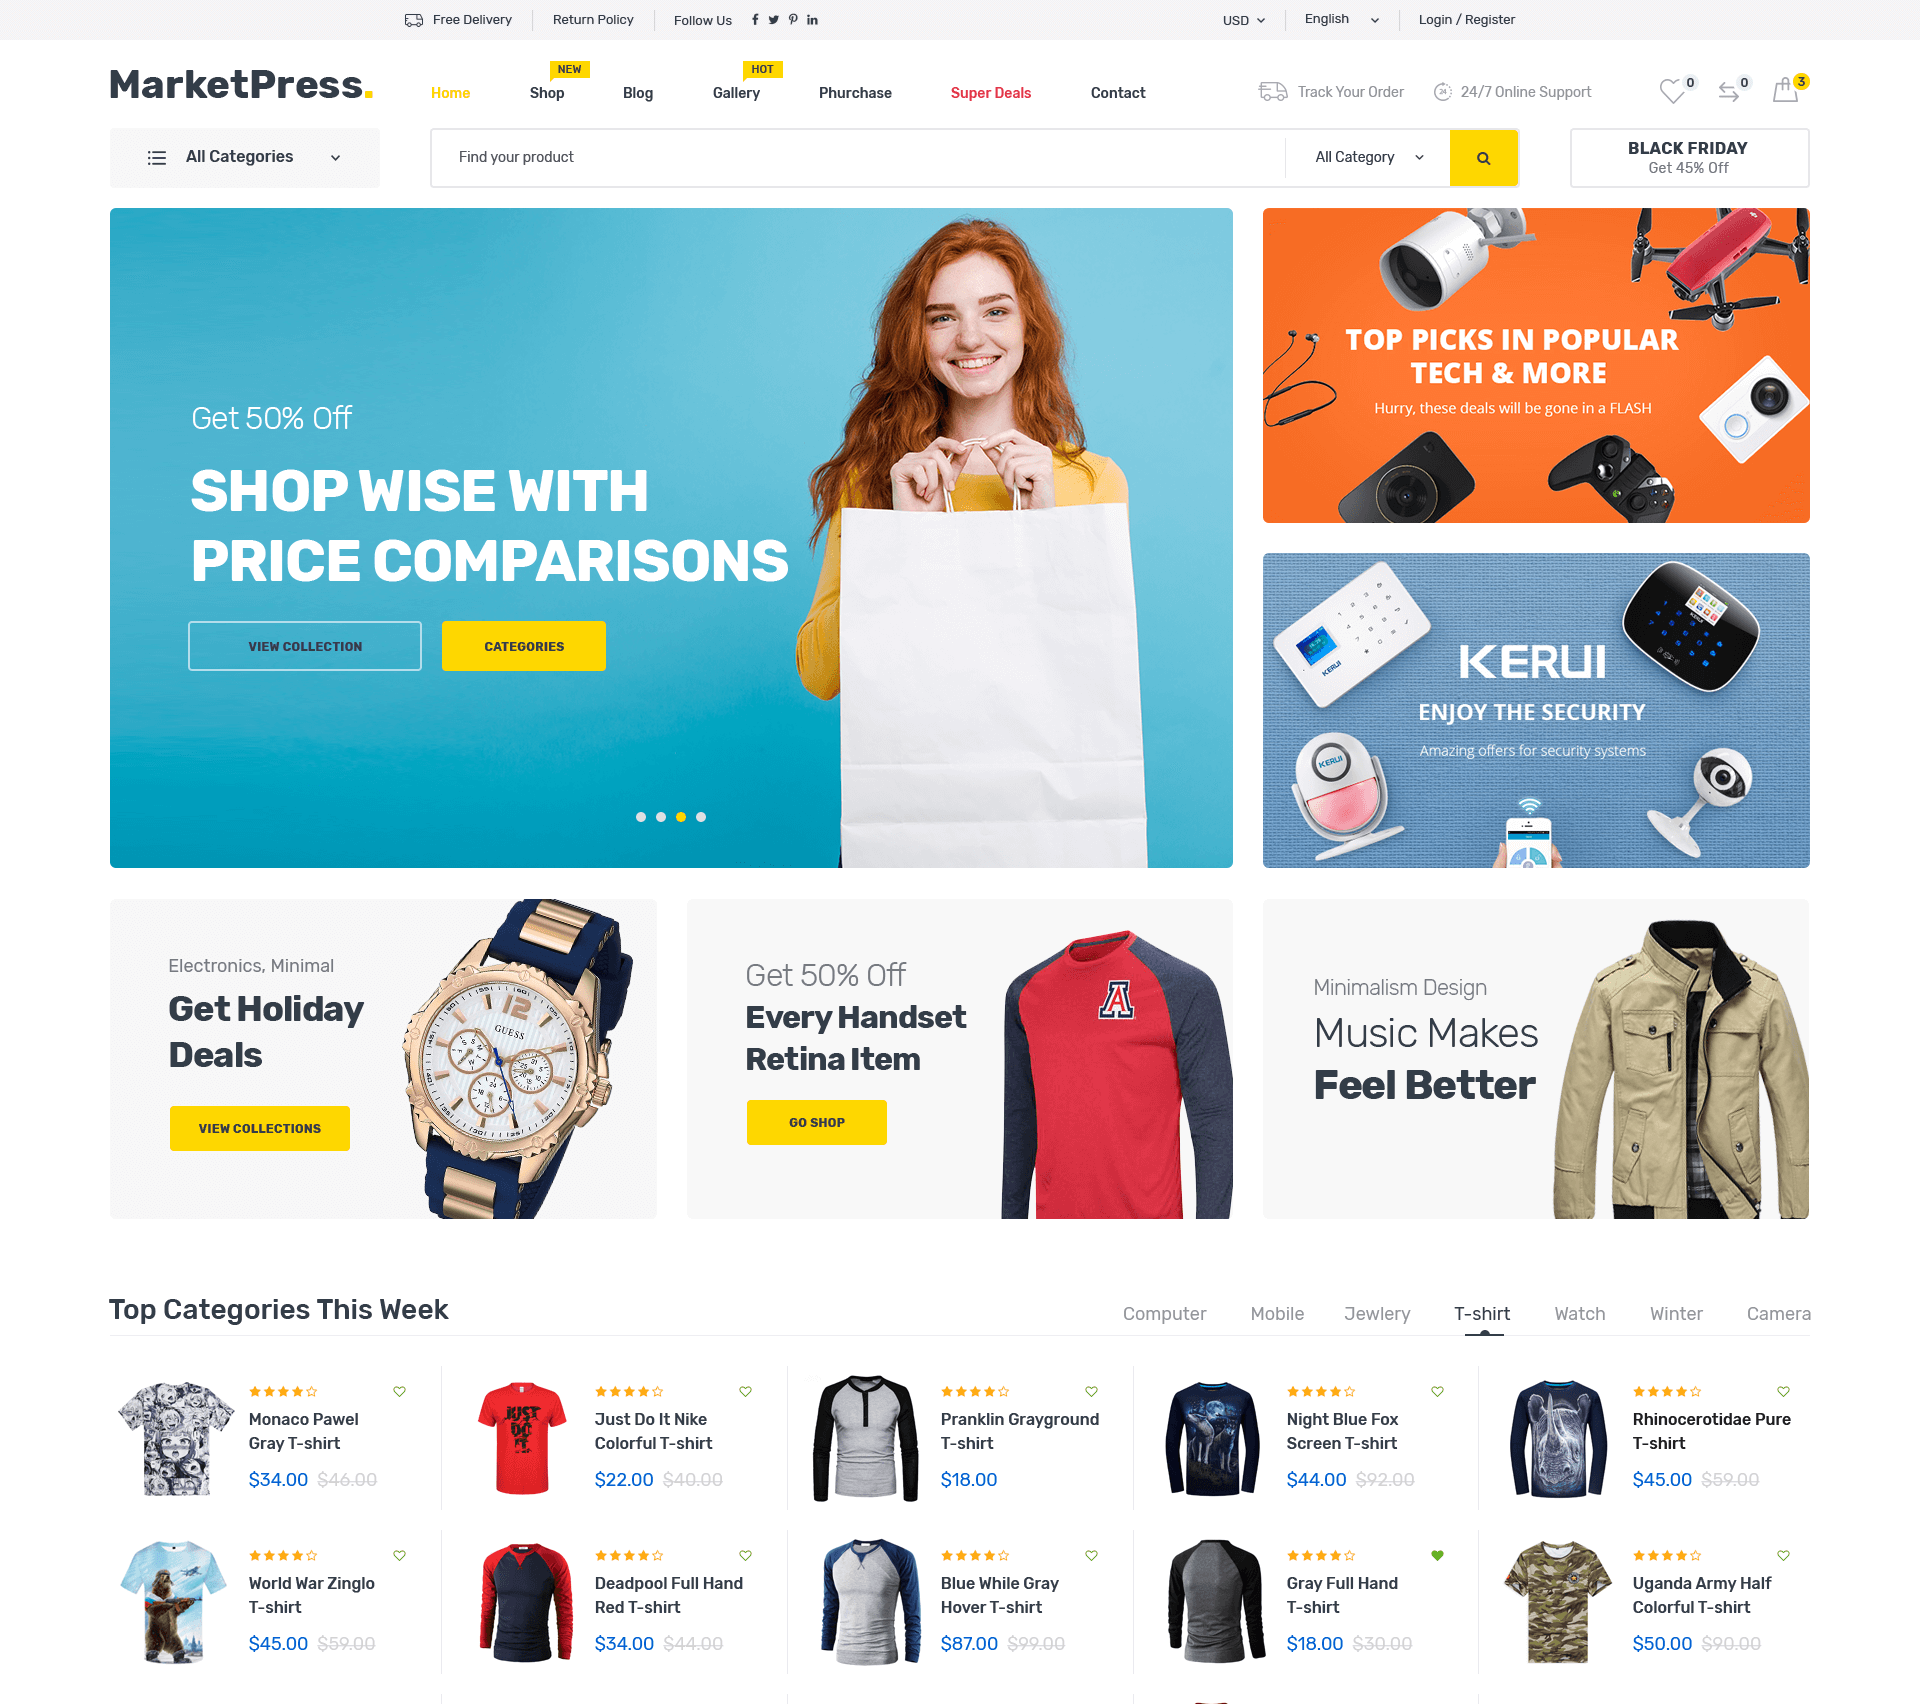 Free Delivery
Return Policy
Follow Us
USD
English
Login / Register
MarketPress.
Home
NEW
Shop
Blog
HOT
Gallery
Phurchase
Super Deals
Contact
Track Your Order
24
24/7 Online Support
0
0
3
All Categories
Find your product
All Category
BLACK FRIDAY
Get 45% Off
Get 50% Off
SHOP WISE WITH
PRICE COMPARISONS
VIEW COLLECTION
CATEGORIES
TOP PICKS IN POPULAR
TECH & MORE
Hurry, these deals will be gone in a FLASH
KERUI
KERUI
ENJOY THE SECURITY
Amazing offers for security systems
KERUI
Electronics, Minimal
Get Holiday
Deals
VIEW COLLECTIONS
GUESS
Get 50% Off
Every Handset
Retina Item
GO SHOP
A
Minimalism Design
Music Makes
Feel Better
Top Categories This Week
Computer
Mobile
Jewlery
T-shirt
Watch
Winter
Camera
Monaco Pawel
Gray T-shirt
$34.00 $46.00
JUST
DO
IT
Just Do It Nike
Colorful T-shirt
$22.00 $40.00
Pranklin Grayground
T-shirt
$18.00
Night Blue Fox
Screen T-shirt
$44.00 $92.00
Rhinocerotidae Pure
T-shirt
$45.00 $59.00
World War Zinglo
T-shirt
$45.00 $59.00
Deadpool Full Hand
Red T-shirt
$34.00 $44.00
Blue While Gray
Hover T-shirt
$87.00 $99.00
Gray Full Hand
T-shirt
$18.00 $30.00
Uganda Army Half
Colorful T-shirt
$50.00 $90.00